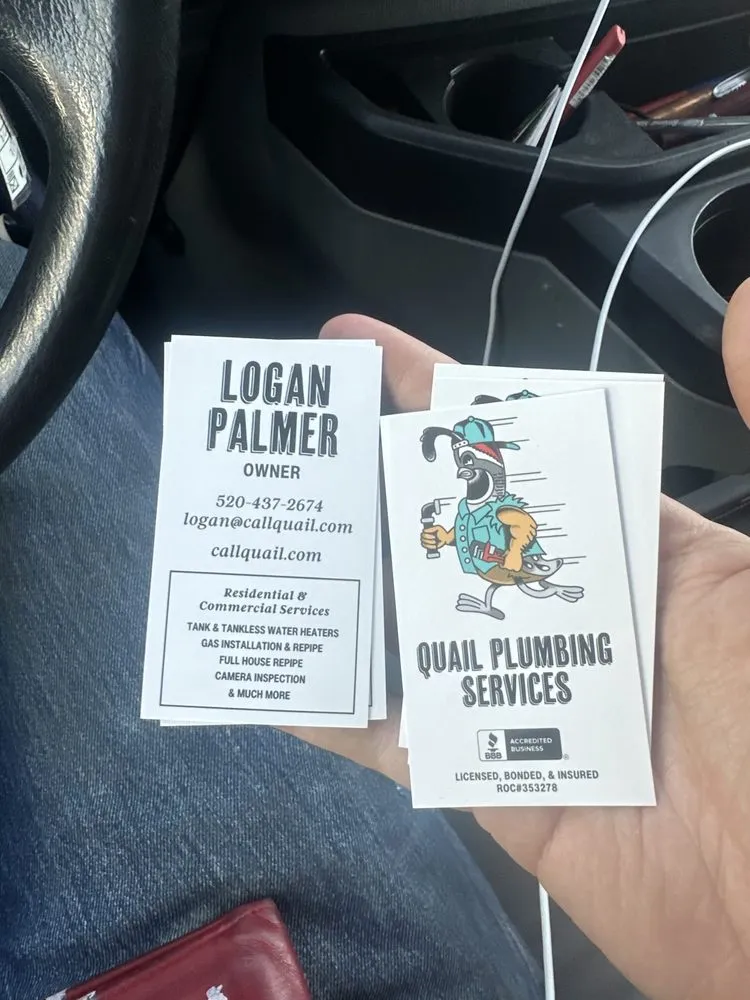 LOGAN
PALMER
OWNER
520-437-2674
logan@callquail.com
callquail.com
Residential &
Commercial Services
TANK & TANKLESS WATER HEATERS
GAS INSTALLATION & REPIPE
FULL HOUSE REPIPE
CAMERA INSPECTION
& MUCH MORE
QUAIL PLUMBING
SERVICES
BBB
ACCREDITED
BUSINESS
®
LICENSED, BONDED, & INSURED
ROC#353278